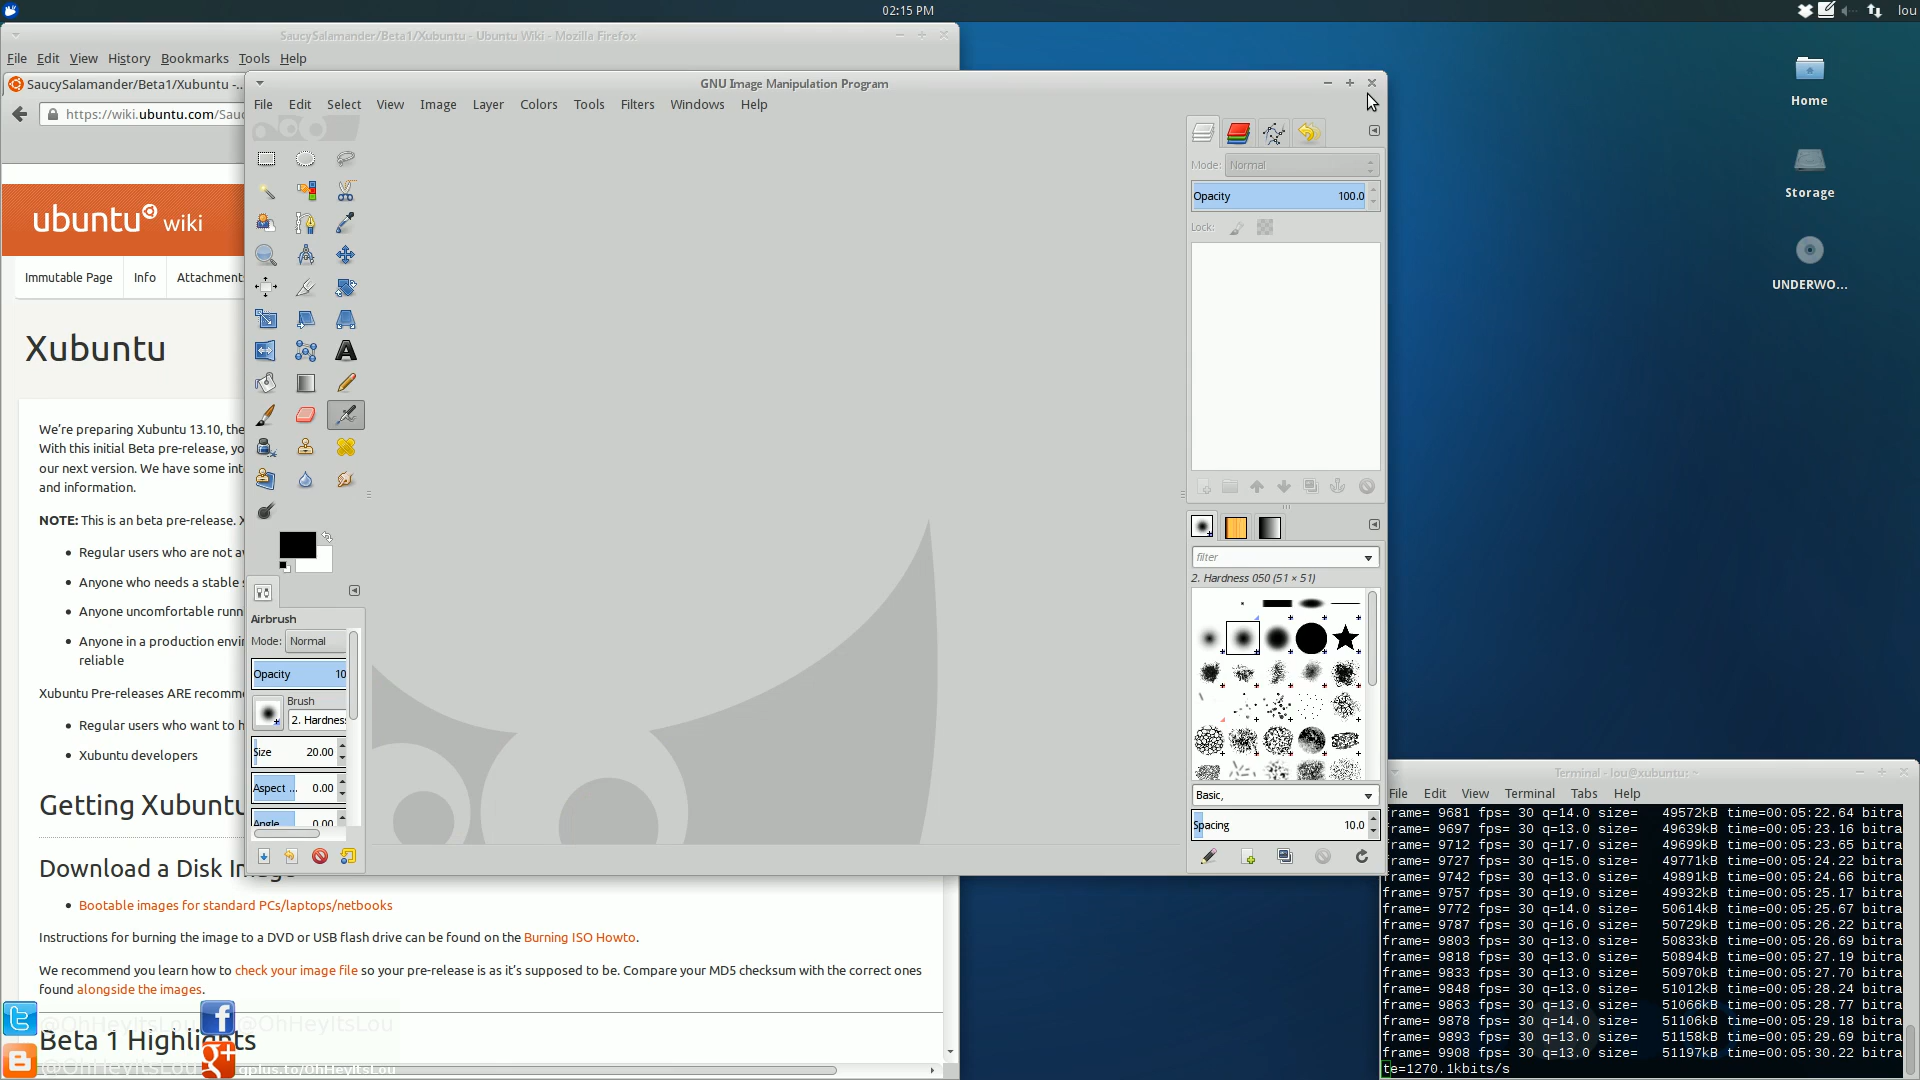 02:15 PM
lou
SaucySalamander/Beta1/Xubuntu - Ubuntu Wiki - Mozilla Firefox
File Edit View History Bookmarks Tools Help
SaucySalamander/Beta1/Xubuntu -...
https://wiki.ubuntu.com/Sauc
ubuntu wiki
Immutable Page Info Attachments
Xubuntu
We're preparing Xubuntu 13.10, the
With this initial Beta pre-release, yo
our next version. We have some int
and information.
NOTE: This is an beta pre-release. X
Regular users who are not aw
Anyone who needs a stable s
Anyone uncomfortable runn
Anyone in a production envir
reliable
Xubuntu Pre-releases ARE recomme
Regular users who want to h
Xubuntu developers
Getting Xubuntu
Download a Disk Image
Bootable images for standard PCs/laptops/netbooks
Instructions for burning the image to a DVD or USB flash drive can be found on the Burning ISO Howto.
We recommend you learn how to check your image file so your pre-release is as it's supposed to be. Compare your MD5 checksum with the correct ones
found alongside the images.
Beta 1 Highlights
@OhHeyItsLou
@OhHeyItsLou
@OhHeyItsLou
gplus.to/OhHeyItsLou
GNU Image Manipulation Program
File Edit Select View Image Layer Colors Tools Filters Windows Help
Airbrush
Mode: Normal
Opacity 10
Brush
2. Hardness
Size 20.00
Aspect ... 0.00
Angle 0.00
Mode: Normal
Opacity 100.0
Lock:
filter
2. Hardness 050 (51 × 51)
Basic,
Spacing 10.0
Home
Storage
UNDERWO...
Terminal - lou@xubuntu: ~
File Edit View Terminal Tabs Help
frame= 9681 fps= 30 q=14.0 size= 49572kB time=00:05:22.64 bitra
frame= 9697 fps= 30 q=13.0 size= 49639kB time=00:05:23.16 bitra
frame= 9712 fps= 30 q=17.0 size= 49699kB time=00:05:23.65 bitra
frame= 9727 fps= 30 q=15.0 size= 49771kB time=00:05:24.22 bitra
frame= 9742 fps= 30 q=13.0 size= 49891kB time=00:05:24.66 bitra
frame= 9757 fps= 30 q=19.0 size= 49932kB time=00:05:25.17 bitra
frame= 9772 fps= 30 q=14.0 size= 50614kB time=00:05:25.67 bitra
frame= 9787 fps= 30 q=16.0 size= 50729kB time=00:05:26.22 bitra
frame= 9803 fps= 30 q=13.0 size= 50833kB time=00:05:26.69 bitra
frame= 9818 fps= 30 q=13.0 size= 50894kB time=00:05:27.19 bitra
frame= 9833 fps= 30 q=13.0 size= 50970kB time=00:05:27.70 bitra
frame= 9848 fps= 30 q=13.0 size= 51012kB time=00:05:28.24 bitra
frame= 9863 fps= 30 q=13.0 size= 51066kB time=00:05:28.77 bitra
frame= 9878 fps= 30 q=14.0 size= 51106kB time=00:05:29.18 bitra
frame= 9893 fps= 30 q=13.0 size= 51158kB time=00:05:29.69 bitra
frame= 9908 fps= 30 q=13.0 size= 51197kB time=00:05:30.22 bitra
te=1270.1kbits/s